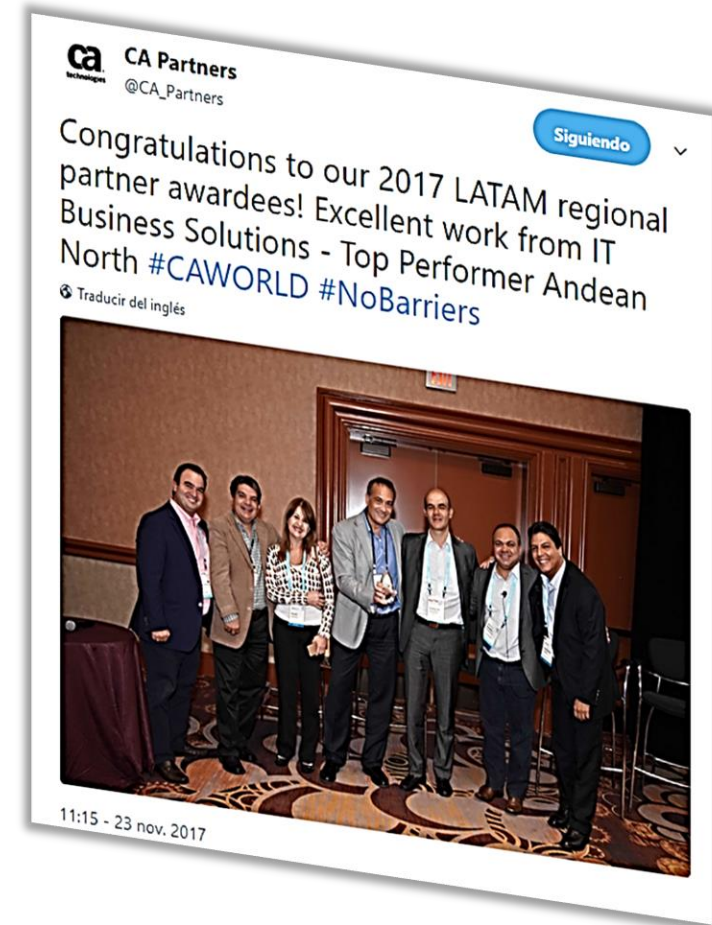 ca
technologies
CA Partners
@CA_Partners
Siguiendo
Congratulations to our 2017 LATAM regional
partner awardees! Excellent work from IT
Business Solutions - Top Performer Andean
North #CAWORLD #NoBarriers
Traducir del inglés
11:15 - 23 nov. 2017